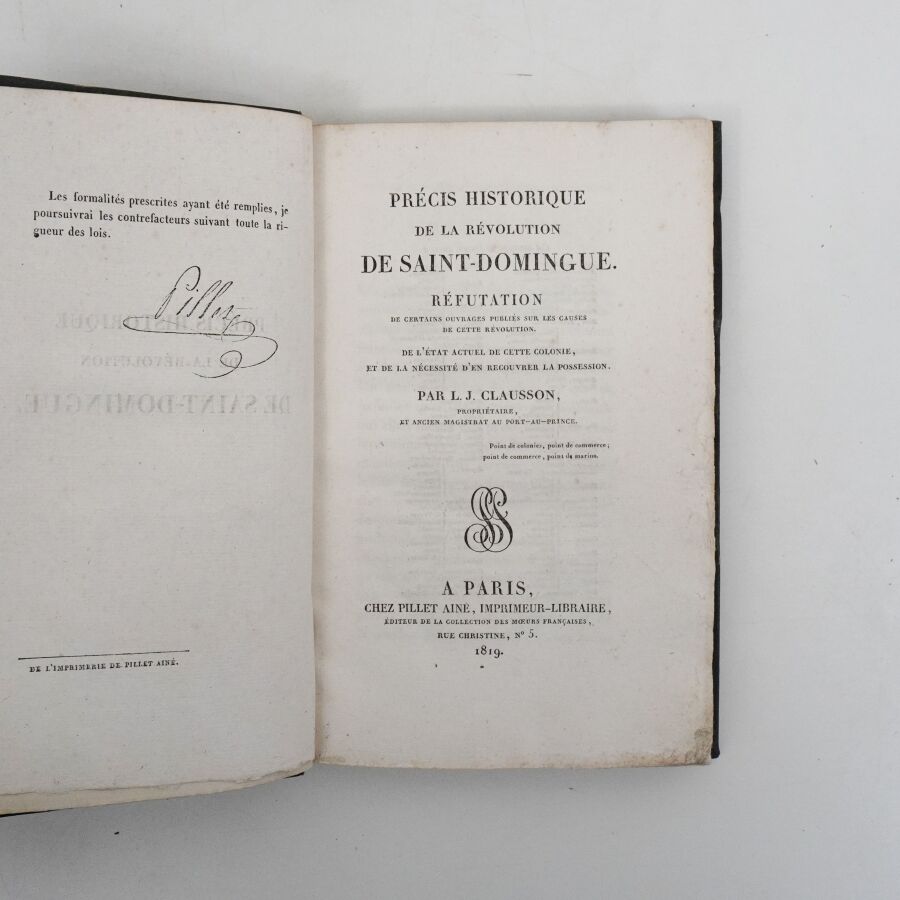 Les formalités prescrites ayant été remplies, je
poursuivrai les contrefacteurs suivant toute la ri-
gueur des lois.
Pillet
DE L'IMPRIMERIE DE PILLET AINÉ.
PRÉCIS HISTORIQUE
DE LA RÉVOLUTION
DE SAINT-DOMINGUE.
RÉFUTATION
DE CERTAINS OUVRAGES PUBLIÉS SUR LES CAUSES
DE CETTE RÉVOLUTION.
DE L'ÉTAT ACTUEL DE CETTE COLONIE,
ET DE LA NÉCESSITÉ D'EN RECOUVRER LA POSSESSION.
PAR L. J. CLAUSSON,
PROPRIÉTAIRE,
ET ANCIEN MAGISTRAT AU PORT-AU-PRINCE.
Point de colonies, point de commerce;
point de commerce, point de marine.
A PARIS,
CHEZ PILLET AINÉ, IMPRIMEUR-LIBRAIRE,
ÉDITEUR DE LA COLLECTION DES MŒURS FRANÇAISES,
RUE CHRISTINE, Nº 5.
1819.